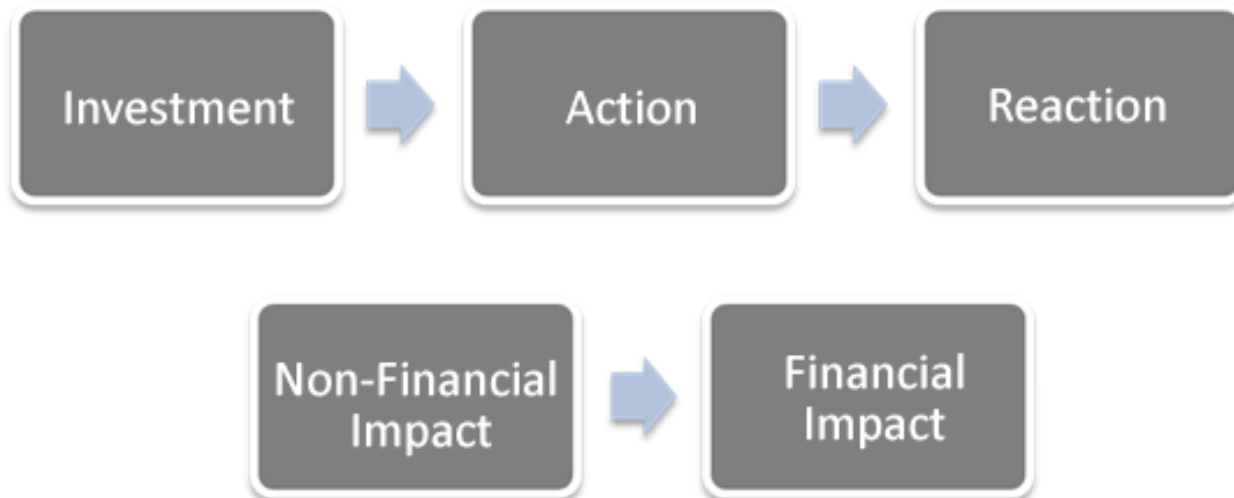 Investment
Action
Reaction
Non-Financial
Impact
Financial
Impact